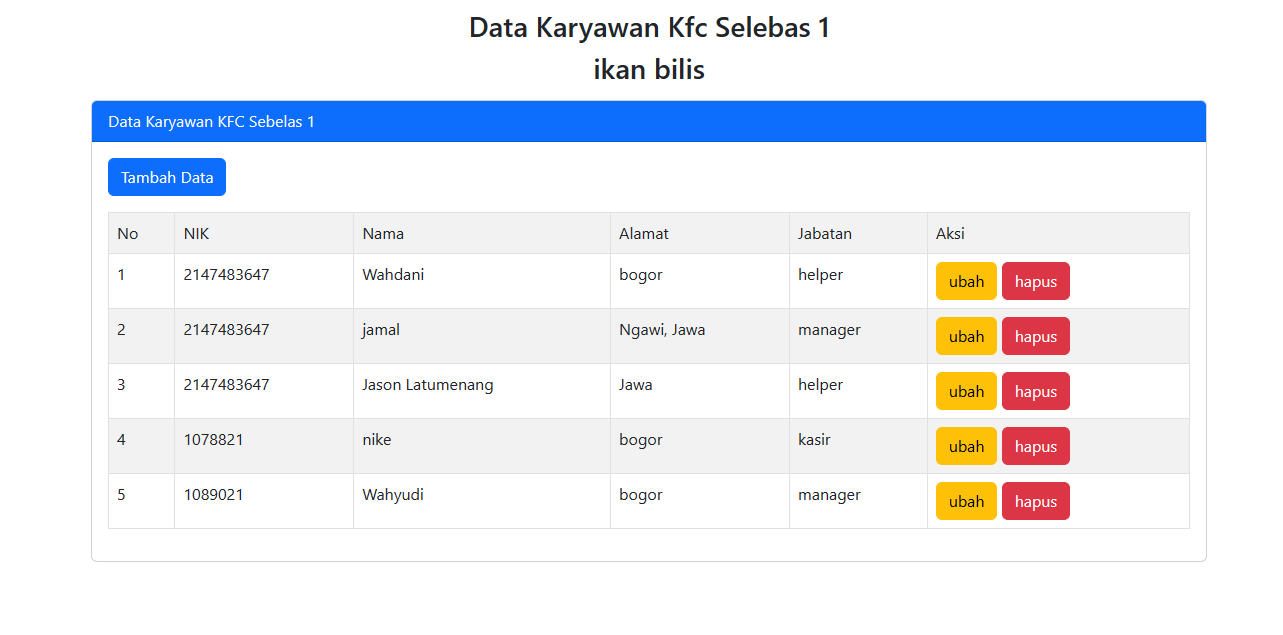 Data Karyawan Kfc Selebas 1
ikan bilis
Data Karyawan KFC Sebelas 1
Tambah Data
No NIK Nama Alamat Jabatan Aksi
1 2147483647 Wahdani bogor helper ubah hapus
2 2147483647 jamal Ngawi, Jawa manager ubah hapus
3 2147483647 Jason Latumenang Jawa helper ubah hapus
4 1078821 nike bogor kasir ubah hapus
5 1089021 Wahyudi bogor manager ubah hapus